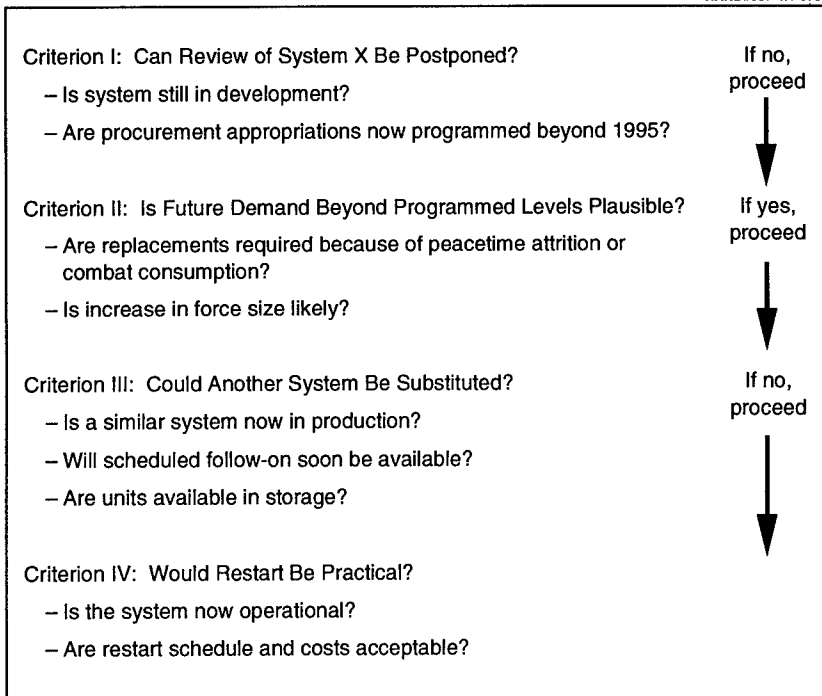 Criterion I: Can Review of System X Be Postponed?
If no,
proceed
– Is system still in development?
– Are procurement appropriations now programmed beyond 1995?
Criterion II: Is Future Demand Beyond Programmed Levels Plausible?
If yes,
proceed
– Are replacements required because of peacetime attrition or
combat consumption?
– Is increase in force size likely?
Criterion III: Could Another System Be Substituted?
If no,
proceed
– Is a similar system now in production?
– Will scheduled follow-on soon be available?
– Are units available in storage?
Criterion IV: Would Restart Be Practical?
– Is the system now operational?
– Are restart schedule and costs acceptable?